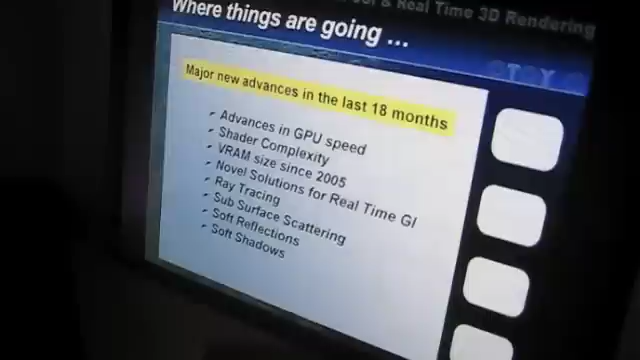 & Real Time 3D Rendering
Where things are going ...
OTOY
Major new advances in the last 18 months
Advances in GPU speed
Shader Complexity
VRAM size since 2005
Novel Solutions for Real Time GI
Ray Tracing
Sub Surface Scattering
Soft Reflections
Soft Shadows